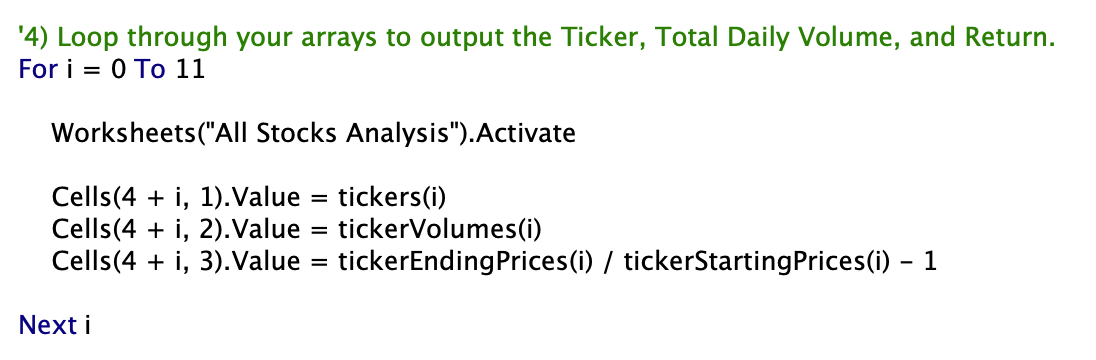 '4) Loop through your arrays to output the Ticker, Total Daily Volume, and Return.
For i = 0 To 11
Worksheets("All Stocks Analysis").Activate
Cells(4 + i, 1).Value = tickers(i)
Cells(4 + i, 2).Value = tickerVolumes(i)
Cells(4 + i, 3).Value = tickerEndingPrices(i) / tickerStartingPrices(i) - 1
Next i